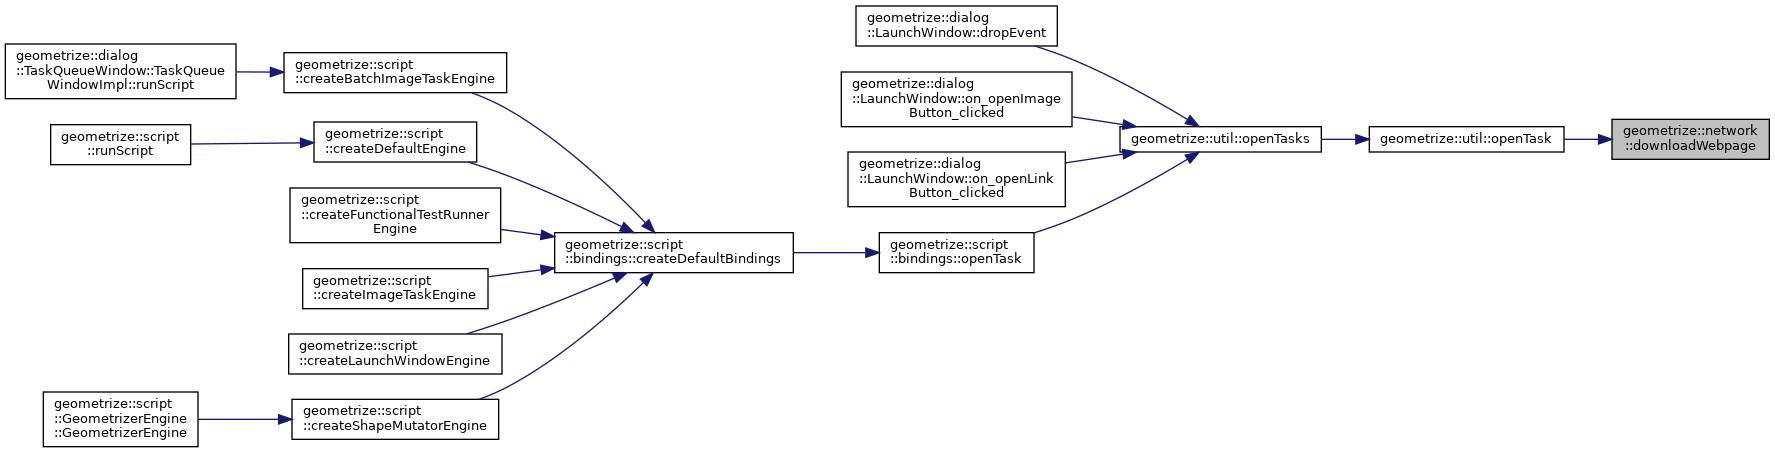 geometrize::dialog
::TaskQueueWindow::TaskQueue
WindowImpl::runScript
geometrize::script
::runScript
geometrize::script
::GeometrizerEngine
::GeometrizerEngine
geometrize::script
::createBatchImageTaskEngine
geometrize::script
::createDefaultEngine
geometrize::script
::createFunctionalTestRunner
Engine
geometrize::script
::createImageTaskEngine
geometrize::script
::createLaunchWindowEngine
geometrize::script
::createShapeMutatorEngine
geometrize::script
::bindings::createDefaultBindings
geometrize::dialog
::LaunchWindow::dropEvent
geometrize::dialog
::LaunchWindow::on_openImage
Button_clicked
geometrize::dialog
::LaunchWindow::on_openLink
Button_clicked
geometrize::script
::bindings::openTask
geometrize::util::openTasks
geometrize::util::openTask
geometrize::network
::downloadWebpage